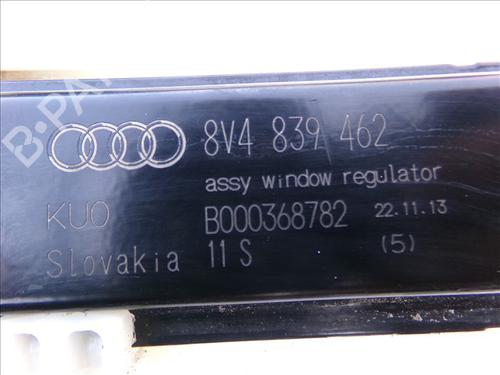 8V4 839 462
assy window regulator
KUO B000368782 22.11.13
Slovakia 11 S (5)
B-PA